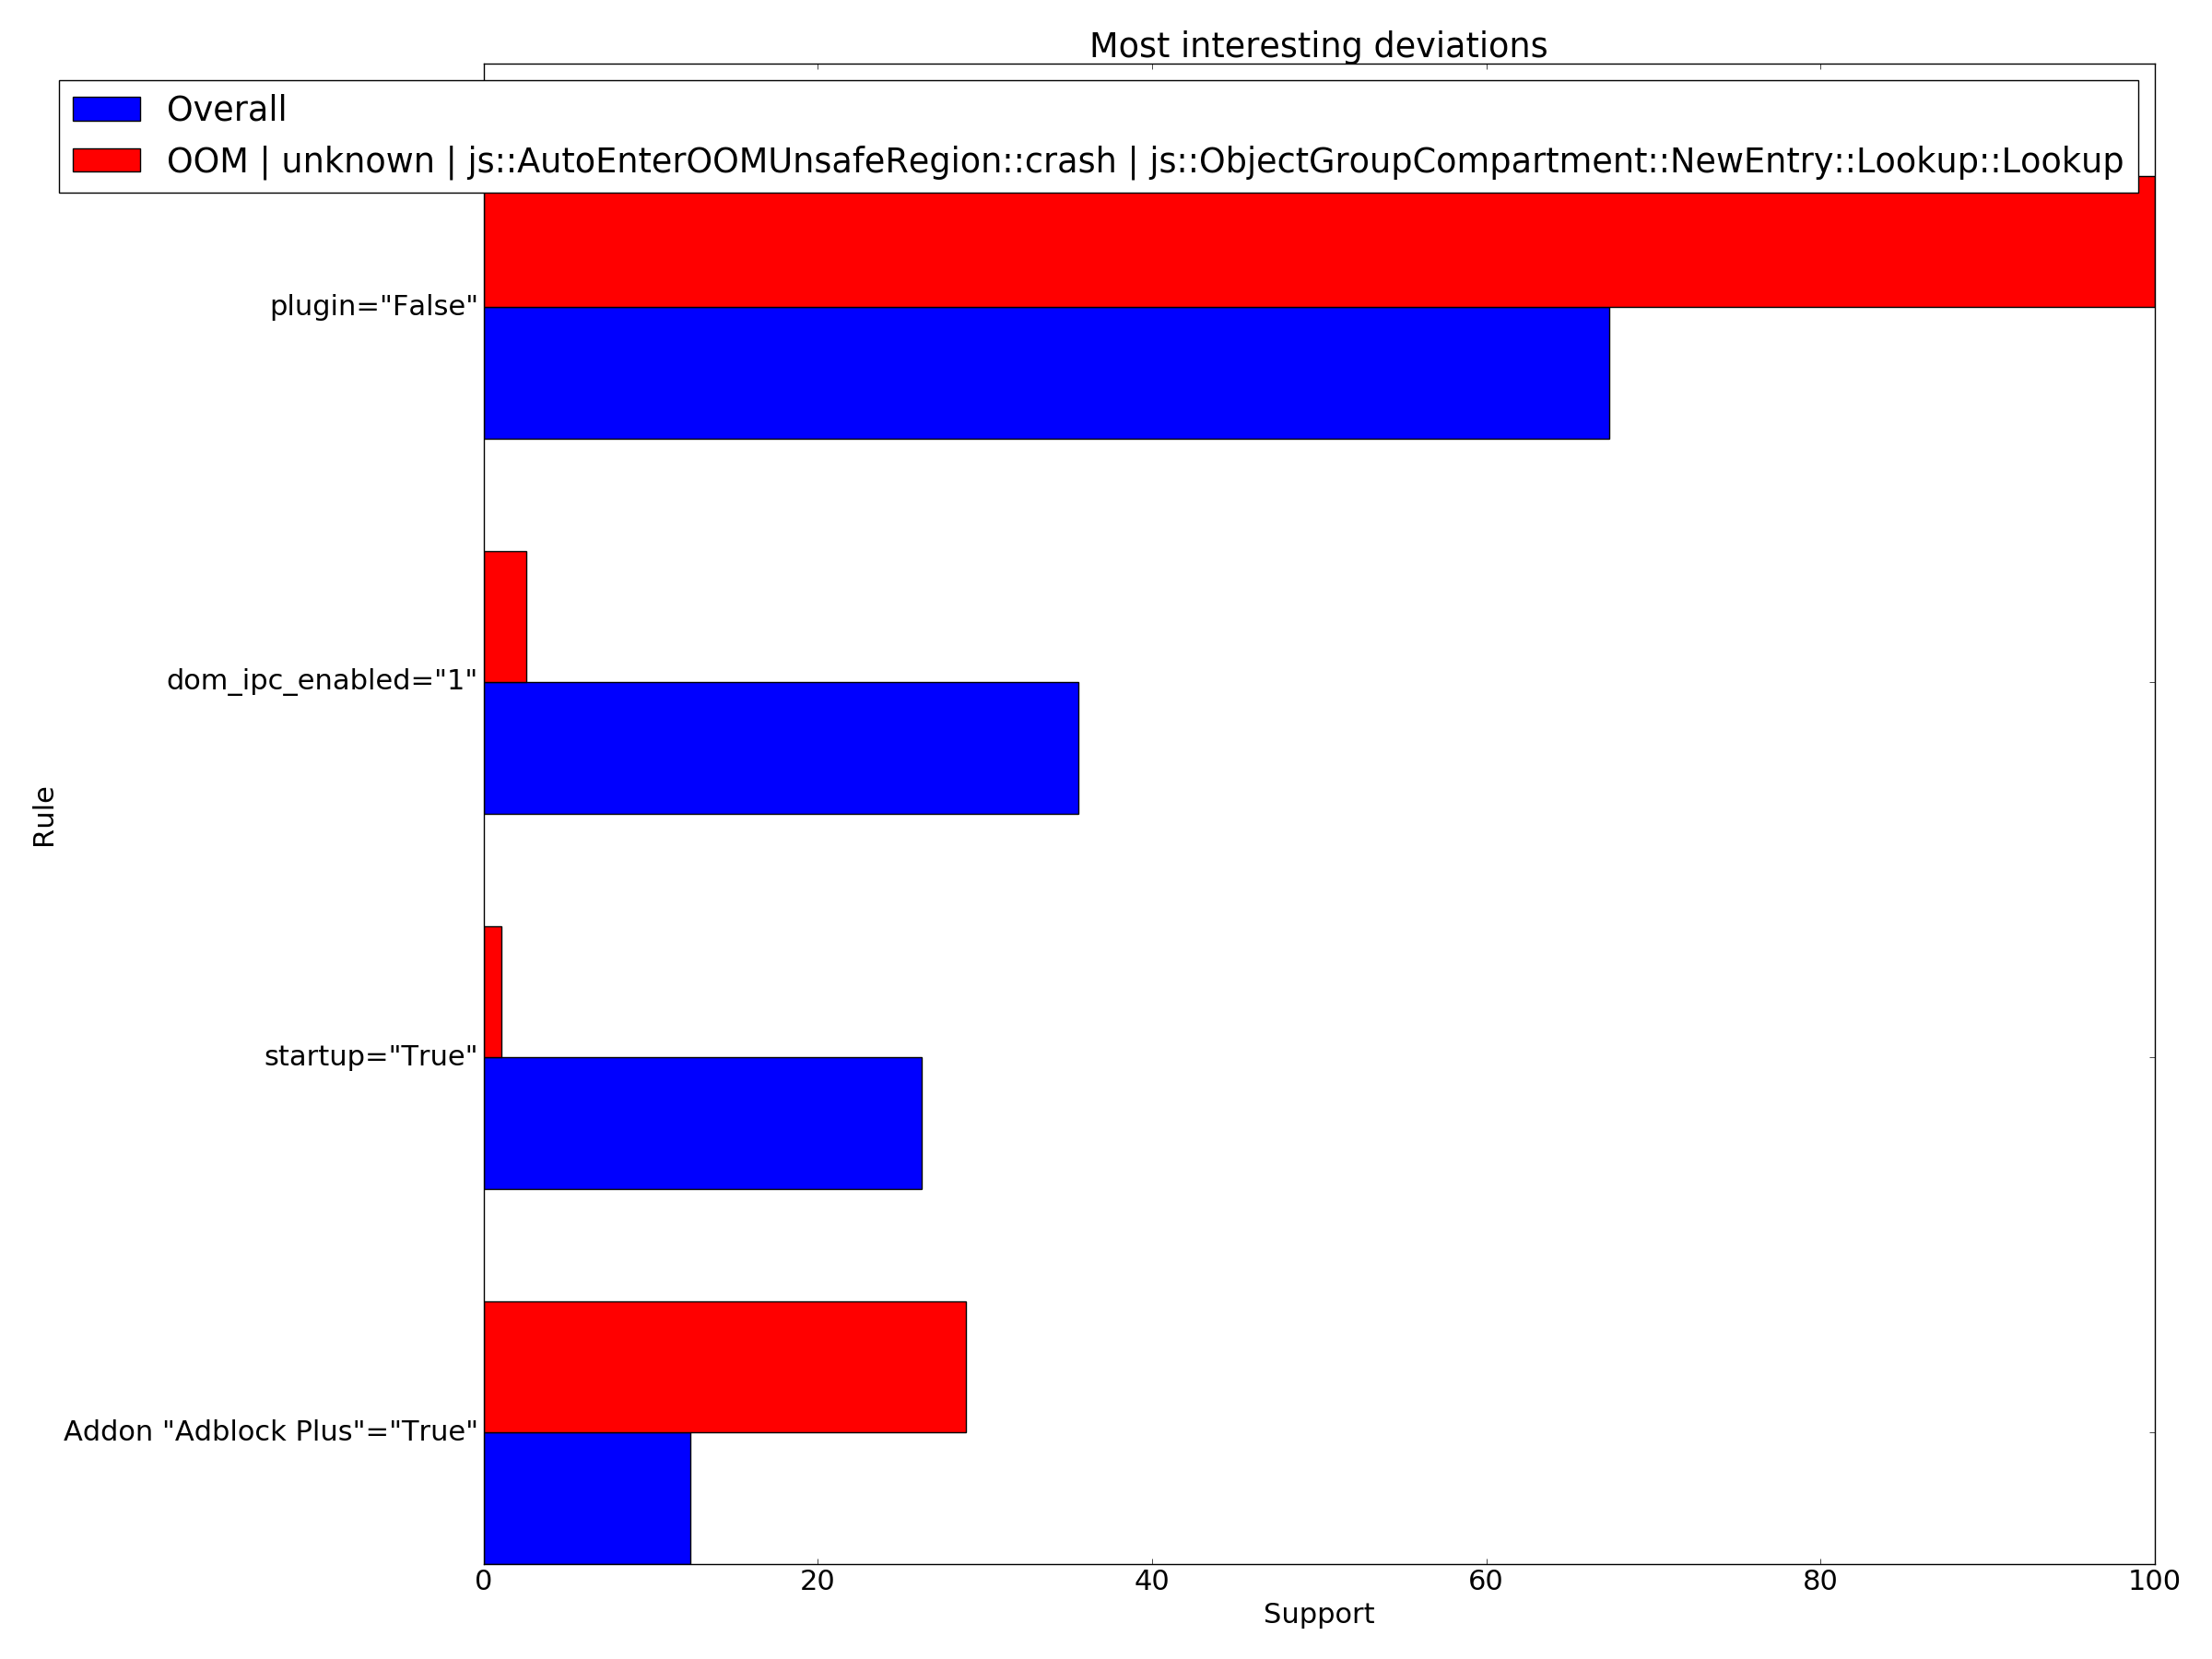 Most interesting deviations
Overall
OOM | unknown | js::AutoEnterOOMUnsafeRegion::crash | js::ObjectGroupCompartment::NewEntry::Lookup::Lookup
plugin="False"
dom_ipc_enabled="1"
Rule
startup="True"
Addon "Adblock Plus"="True"
0 20 40 60 80 100
Support